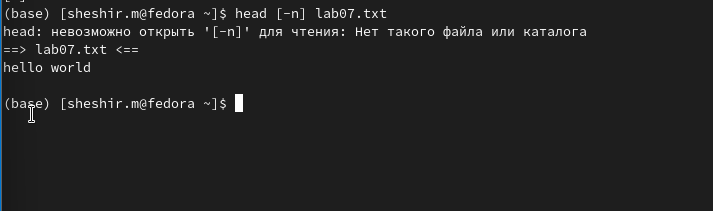 (base) [sheshir.m@fedora ~]$ head [-n] lab07.txt
head: невозможно открыть '[-n]' для чтения: Нет такого файла или каталога
==> lab07.txt <==
hello world
(base) [sheshir.m@fedora ~]$